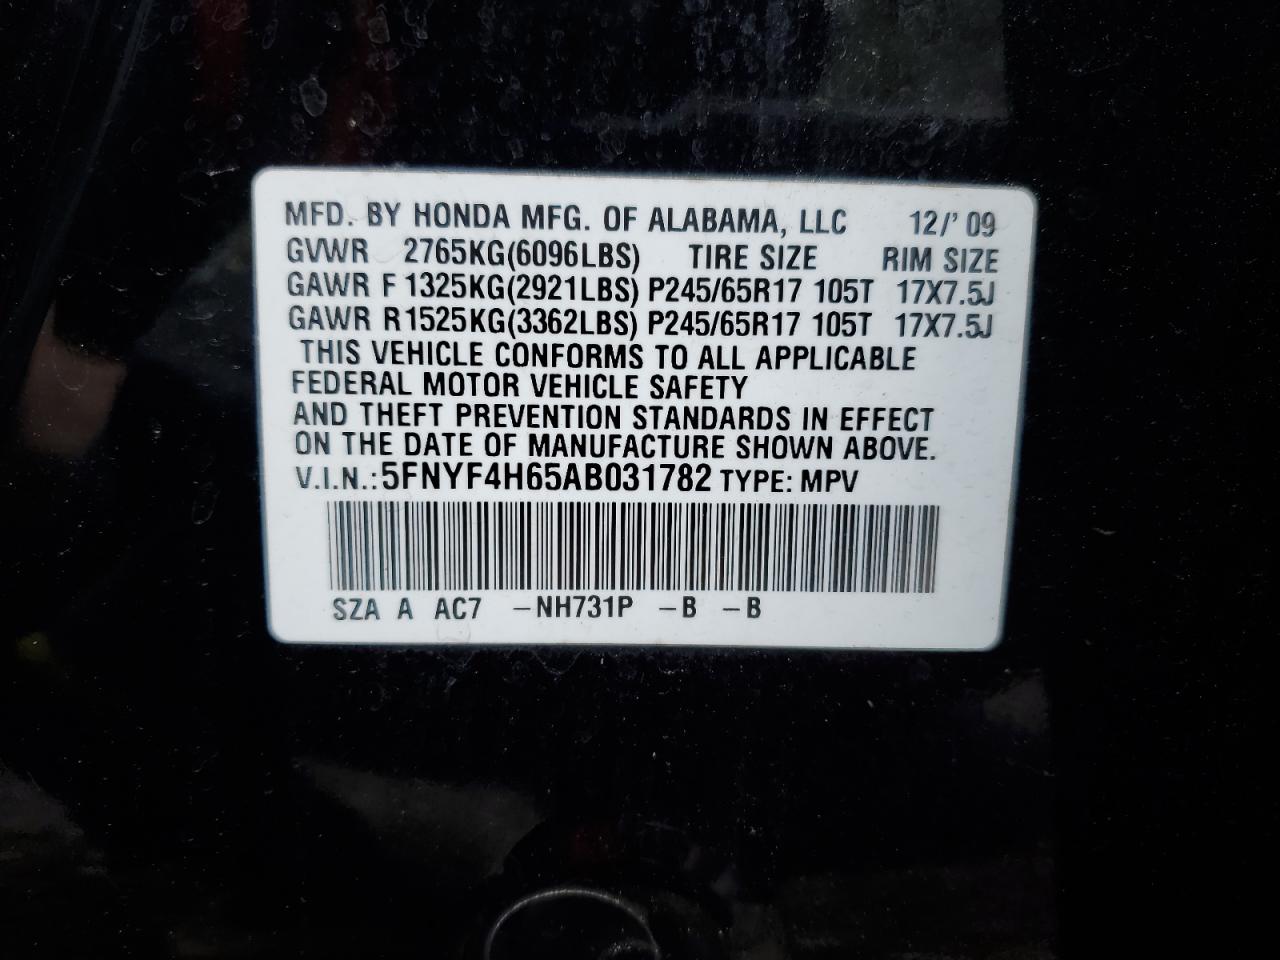 MFD. BY HONDA MFG. OF ALABAMA, LLC 12/' 09
GVWR 2765KG(6096LBS) TIRE SIZE RIM SIZE
GAWR F 1325KG(2921LBS) P245/65R17 105T 17X7.5J
GAWR R 1525KG(3362LBS) P245/65R17 105T 17X7.5J
THIS VEHICLE CONFORMS TO ALL APPLICABLE
FEDERAL MOTOR VEHICLE SAFETY
AND THEFT PREVENTION STANDARDS IN EFFECT
ON THE DATE OF MANUFACTURE SHOWN ABOVE.
V.I.N.: 5FNYF4H65AB031782 TYPE: MPV
SZA A AC7 -NH731P -B -B